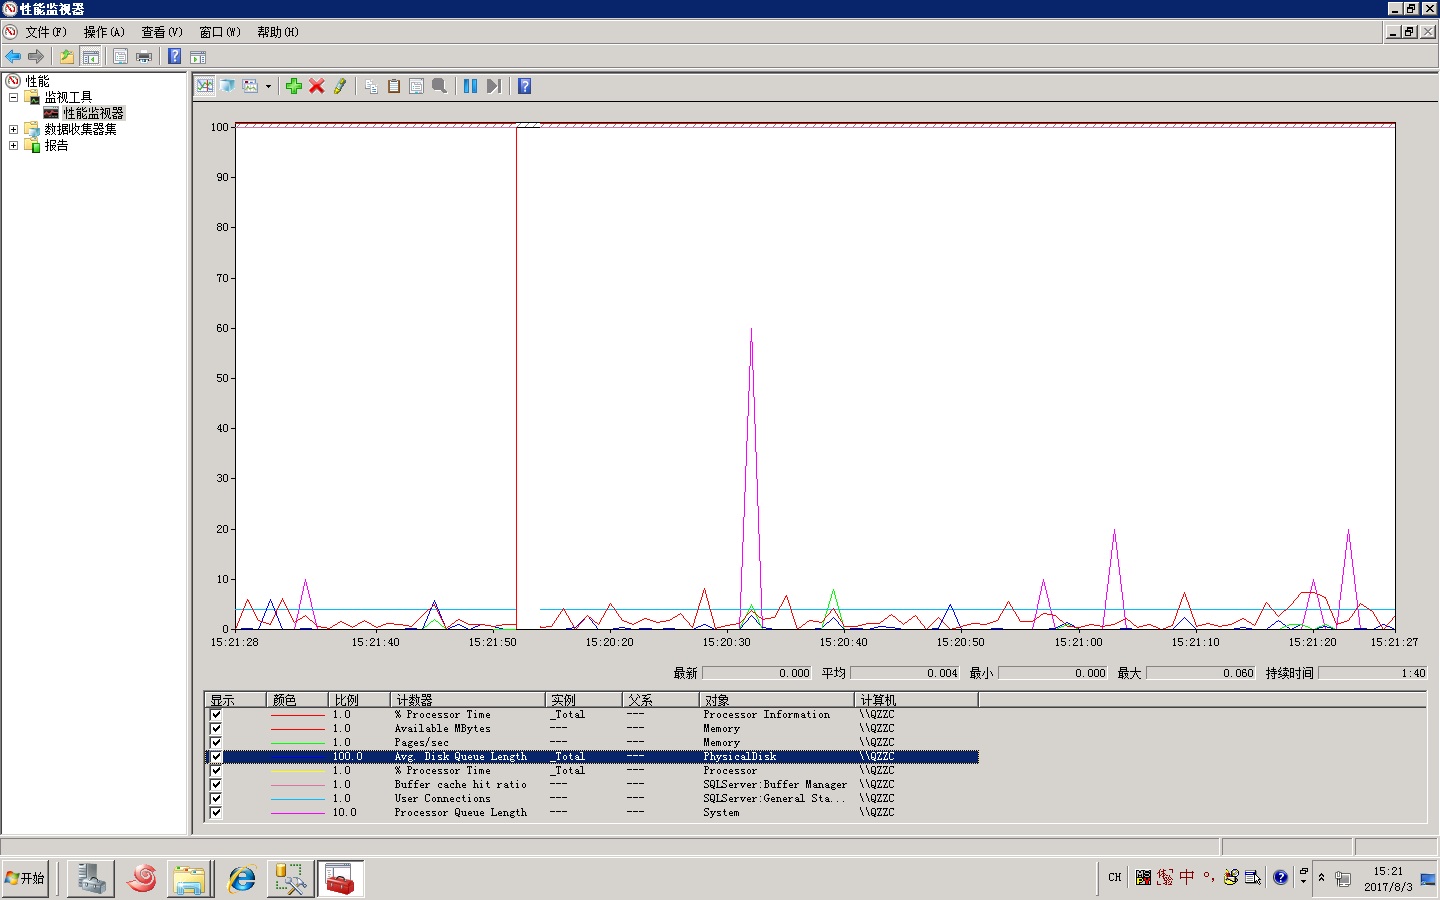 性能监视器
文件(F) 操作(A) 查看(V) 窗口(W) 帮助(H)
性能
监视工具
性能监视器
数据收集器集
报告
100
90
80
70
60
50
40
30
20
10
0
15:21:28 15:21:40 15:21:50 15:20:20 15:20:30 15:20:40 15:20:50 15:21:00 15:21:10 15:21:20 15:21:27
最新 0.000 平均 0.004 最小 0.000 最大 0.060 持续时间 1:40
显示 颜色 比例 计数器 实例 父系 对象 计算机
1.0 % Processor Time _Total --- Processor Information \\QZZC
1.0 Available MBytes --- --- Memory \\QZZC
1.0 Pages/sec --- --- Memory \\QZZC
100.0 Avg. Disk Queue Length _Total --- PhysicalDisk \\QZZC
1.0 % Processor Time _Total --- Processor \\QZZC
1.0 Buffer cache hit ratio --- --- SQLServer:Buffer Manager \\QZZC
1.0 User Connections --- --- SQLServer:General Sta... \\QZZC
10.0 Processor Queue Length --- --- System \\QZZC
开始 CH 中 15:21
2017/8/3